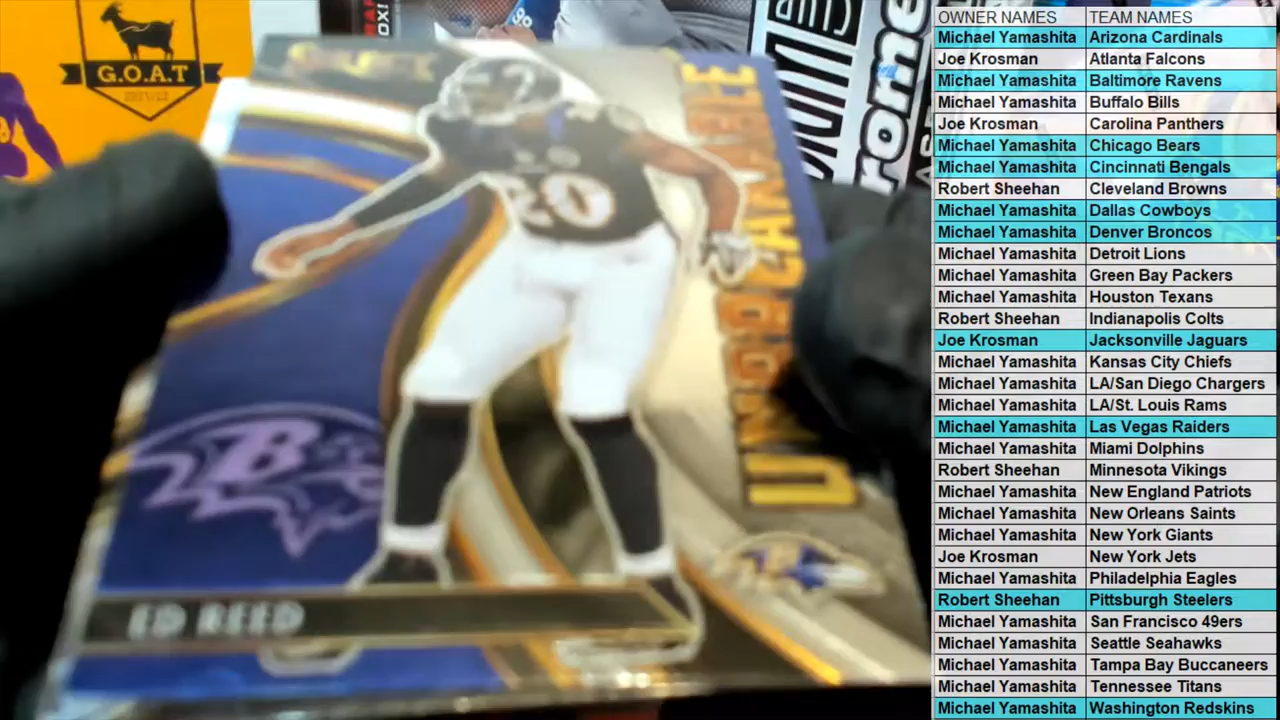 G.O.A.T
2021/22
SELECT
UNBREAKABLE
20
B
ED REED
rome
OWNER NAMES TEAM NAMES
Michael Yamashita Arizona Cardinals
Joe Krosman Atlanta Falcons
Michael Yamashita Baltimore Ravens
Michael Yamashita Buffalo Bills
Joe Krosman Carolina Panthers
Michael Yamashita Chicago Bears
Michael Yamashita Cincinnati Bengals
Robert Sheehan Cleveland Browns
Michael Yamashita Dallas Cowboys
Michael Yamashita Denver Broncos
Michael Yamashita Detroit Lions
Michael Yamashita Green Bay Packers
Michael Yamashita Houston Texans
Robert Sheehan Indianapolis Colts
Joe Krosman Jacksonville Jaguars
Michael Yamashita Kansas City Chiefs
Michael Yamashita LA/San Diego Chargers
Michael Yamashita LA/St. Louis Rams
Michael Yamashita Las Vegas Raiders
Michael Yamashita Miami Dolphins
Robert Sheehan Minnesota Vikings
Michael Yamashita New England Patriots
Michael Yamashita New Orleans Saints
Michael Yamashita New York Giants
Joe Krosman New York Jets
Michael Yamashita Philadelphia Eagles
Robert Sheehan Pittsburgh Steelers
Michael Yamashita San Francisco 49ers
Michael Yamashita Seattle Seahawks
Michael Yamashita Tampa Bay Buccaneers
Michael Yamashita Tennessee Titans
Michael Yamashita Washington Redskins